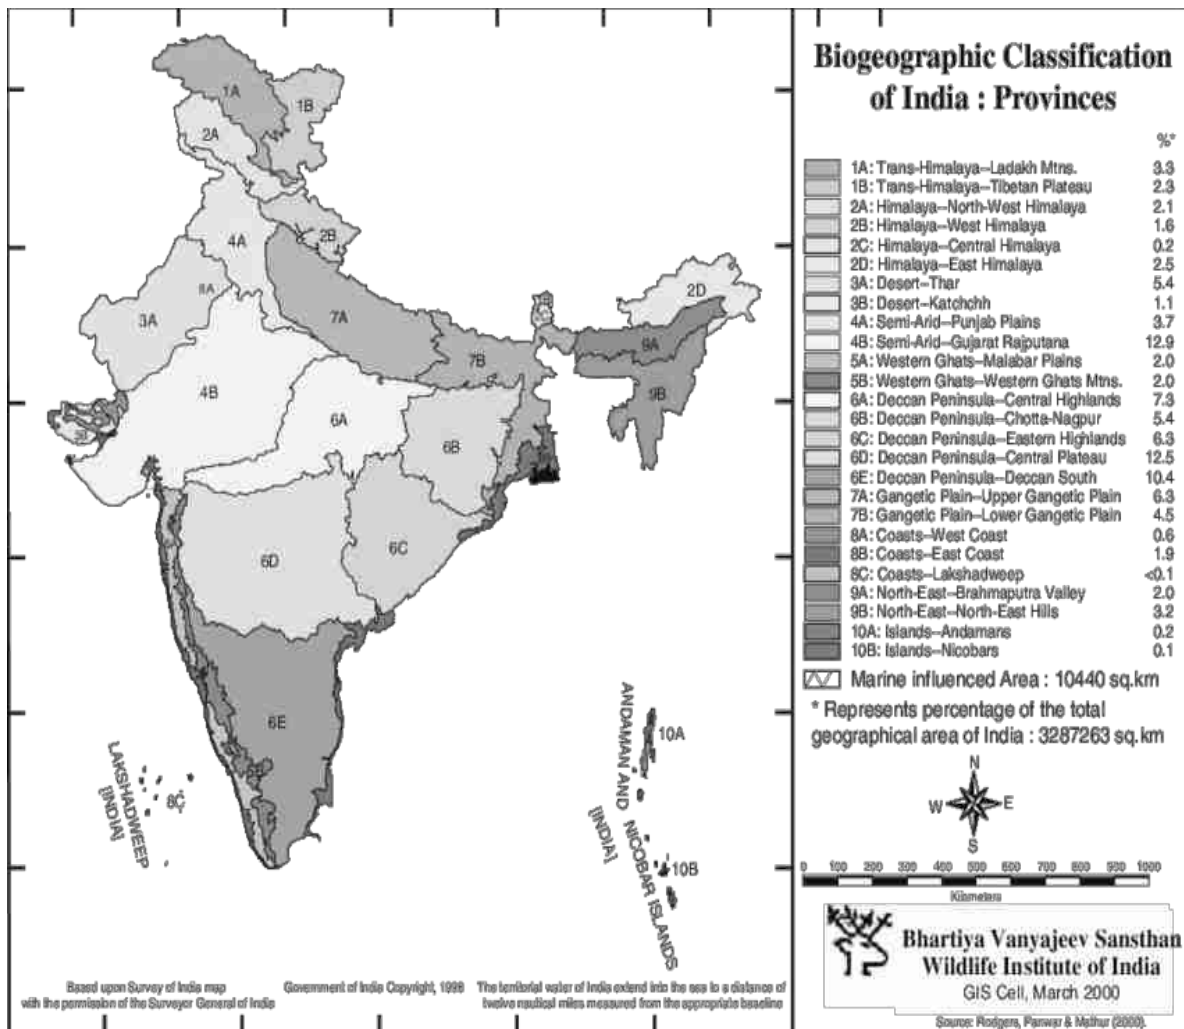 Biogeographic Classification
of India : Provinces
%*
1A: Trans-Himalaya--Ladakh Mtns. 3.3
1B: Trans-Himalaya--Tibetan Plateau 2.3
2A: Himalaya--North-West Himalaya 2.1
2B: Himalaya--West Himalaya 1.6
2C: Himalaya--Central Himalaya 0.2
2D: Himalaya--East Himalaya 2.5
3A: Desert--Thar 5.4
3B: Desert--Katchchh 1.1
4A: Semi-Arid--Punjab Plains 3.7
4B: Semi-Arid--Gujarat Rajputana 12.9
5A: Western Ghats--Malabar Plains 2.0
5B: Western Ghats--Western Ghats Mtns. 2.0
6A: Deccan Peninsula--Central Highlands 7.3
6B: Deccan Peninsula--Chotta-Nagpur 5.4
6C: Deccan Peninsula--Eastern Highlands 6.3
6D: Deccan Peninsula--Central Plateau 12.5
6E: Deccan Peninsula--Deccan South 10.4
7A: Gangetic Plain--Upper Gangetic Plain 6.3
7B: Gangetic Plain--Lower Gangetic Plain 4.5
8A: Coasts--West Coast 0.6
8B: Coasts--East Coast 1.9
8C: Coasts--Lakshadweep <0.1
9A: North-East--Brahmaputra Valley 2.0
9B: North-East--North-East Hills 3.2
10A: Islands--Andamans 0.2
10B: Islands--Nicobars 0.1
Marine influenced Area : 10440 sq.km
* Represents percentage of the total
geographical area of India : 3287263 sq.km
N
W E
S
0 100 200 300 400 500 600 700 800 900 1000
Kilometers
Bhartiya Vanyajeev Sansthan
Wildlife Institute of India
GIS Cell, March 2000
Source: Rodgers, Panwar & Mathur (2000).
1A
1B
2A
2B
4A
3A
7A
2D
9A
7B
9B
4B
6A
6B
6C
6D
6E
5B
8C
10A
10B
LAKSHADWEEP
[INDIA]
ANDAMAN AND NICOBAR ISLANDS
[INDIA]
Based upon Survey of India map
with the permission of the Surveyor General of India
Government of India Copyright, 1998
The territorial water of India extend into the sea to a distance of
twelve nautical miles measured from the appropriate baseline